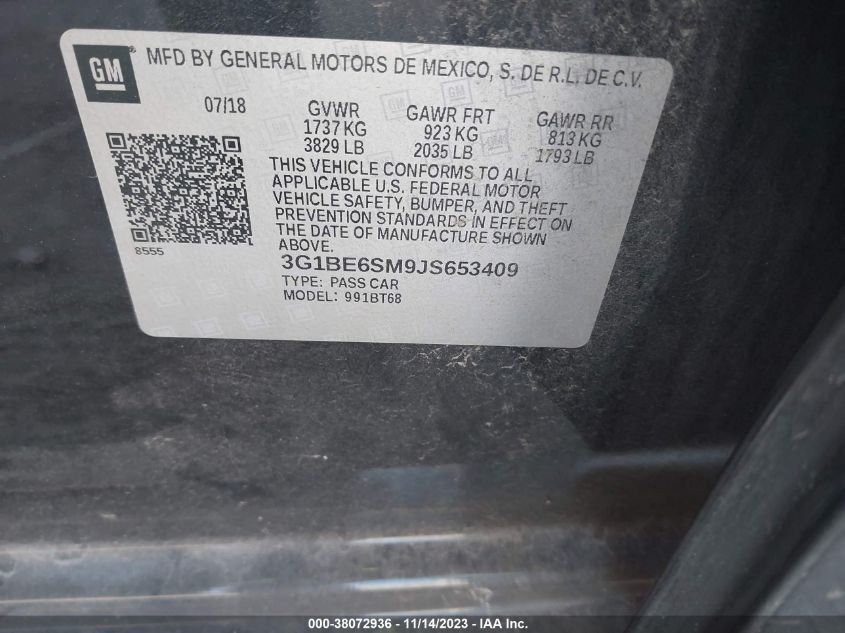 GM
MFD BY GENERAL MOTORS DE MEXICO, S. DE R.L. DE C.V.
07/18
GVWR
1737 KG
3829 LB
GAWR FRT
923 KG
2035 LB
GAWR RR
813 KG
1793 LB
THIS VEHICLE CONFORMS TO ALL
APPLICABLE U.S. FEDERAL MOTOR
VEHICLE SAFETY, BUMPER, AND THEFT
PREVENTION STANDARDS IN EFFECT ON
THE DATE OF MANUFACTURE SHOWN
ABOVE.
8555
3G1BE6SM9JS653409
TYPE: PASS CAR
MODEL: 991BT68
000-38072936 - 11/14/2023 - IAAI.com